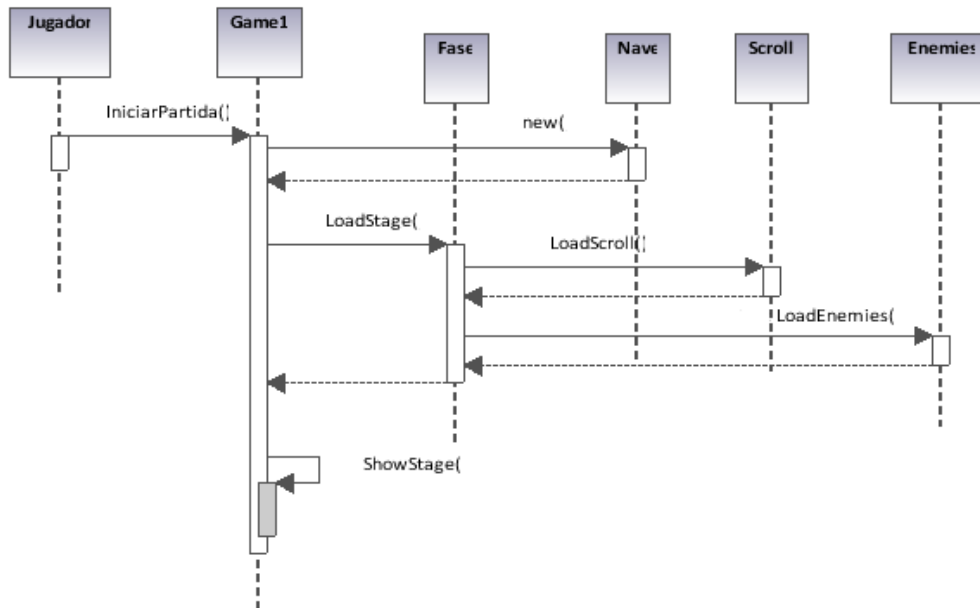 Jugador
Game1
Fase
Nave
Scroll
Enemies
IniciarPartida()
new(
LoadStage(
LoadScroll()
LoadEnemies(
ShowStage(